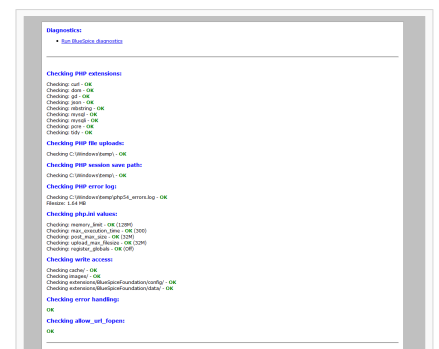 Diagnostics:
• Run BlueSpice diagnostics
Checking PHP extensions:
Checking: curl - OK
Checking: dom - OK
Checking: gd - OK
Checking: json - OK
Checking: mbstring - OK
Checking: mysql - OK
Checking: mysqli - OK
Checking: pcre - OK
Checking: tidy - OK
Checking PHP file uploads:
Checking C:\Windows\temp\ - OK
Checking PHP session save path:
Checking C:\Windows\temp\ - OK
Checking PHP error log:
Checking C:\Windows\temp\php54_errors.log - OK
Filesize: 1.64 MB
Checking php.ini values:
Checking: memory_limit - OK (128M)
Checking: max_execution_time - OK (300)
Checking: post_max_size - OK (32M)
Checking: upload_max_filesize - OK (32M)
Checking: register_globals - OK (Off)
Checking write access:
Checking cache/ - OK
Checking images/ - OK
Checking extensions/BlueSpiceFoundation/config/ - OK
Checking extensions/BlueSpiceFoundation/data/ - OK
Checking error handling:
OK
Checking allow_url_fopen:
OK